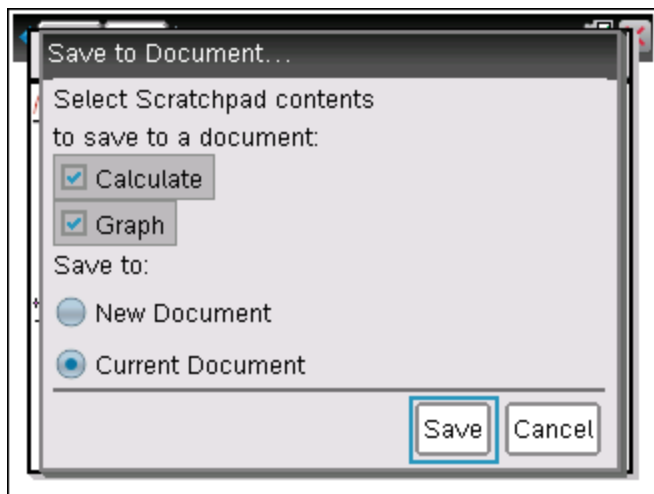 Save to Document...
Select Scratchpad contents
to save to a document:
Calculate
Graph
Save to:
New Document
Current Document
Save Cancel